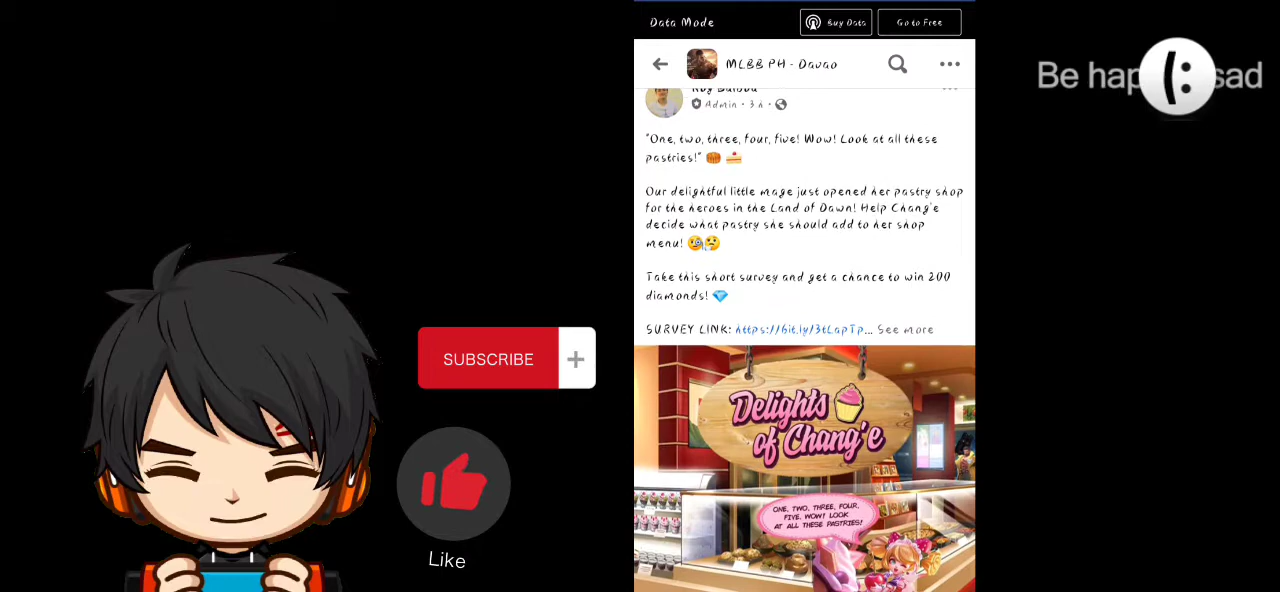 Data Mode
Buy Data
Go to Free
MLBB PH - Davao
Admin • 3 h •
"One, two, three, four, five! Wow! Look at all these
pastries!"
Our delightful little mage just opened her pastry shop
for the heroes in the Land of Dawn! Help Chang'e
decide what pastry she should add to her shop
menu!
Take this short survey and get a chance to win 200
diamonds!
SURVEY LINK: https://bit.ly/3tLapTp... See more
Delights
of Chang'e
ONE, TWO, THREE, FOUR,
FIVE. WOW! LOOK
AT ALL THESE PASTRIES!
SUBSCRIBE
Like
Be hap
sad